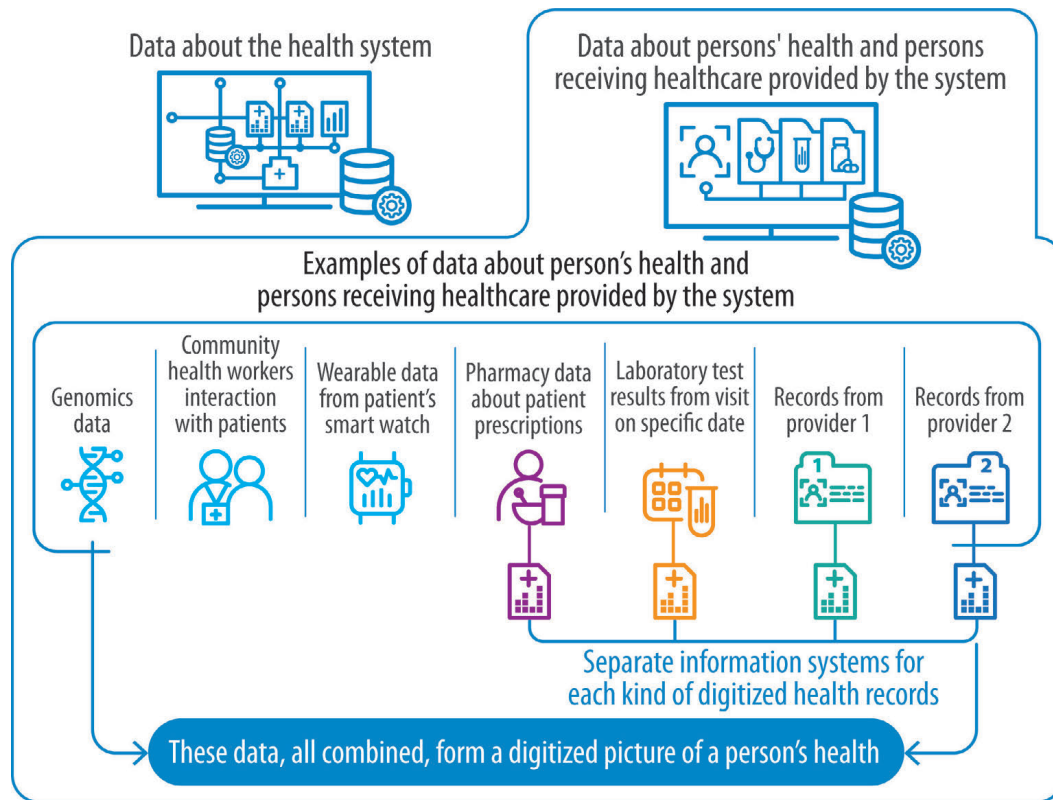 Data about the health system
Data about persons' health and persons
receiving healthcare provided by the system
Examples of data about person's health and
persons receiving healthcare provided by the system
Genomics
data
Community
health workers
interaction
with patients
Wearable data
from patient's
smart watch
Pharmacy data
about patient
prescriptions
Laboratory test
results from visit
on specific date
Records from
provider 1
Records from
provider 2
1
2
Separate information systems for
each kind of digitized health records
These data, all combined, form a digitized picture of a person's health